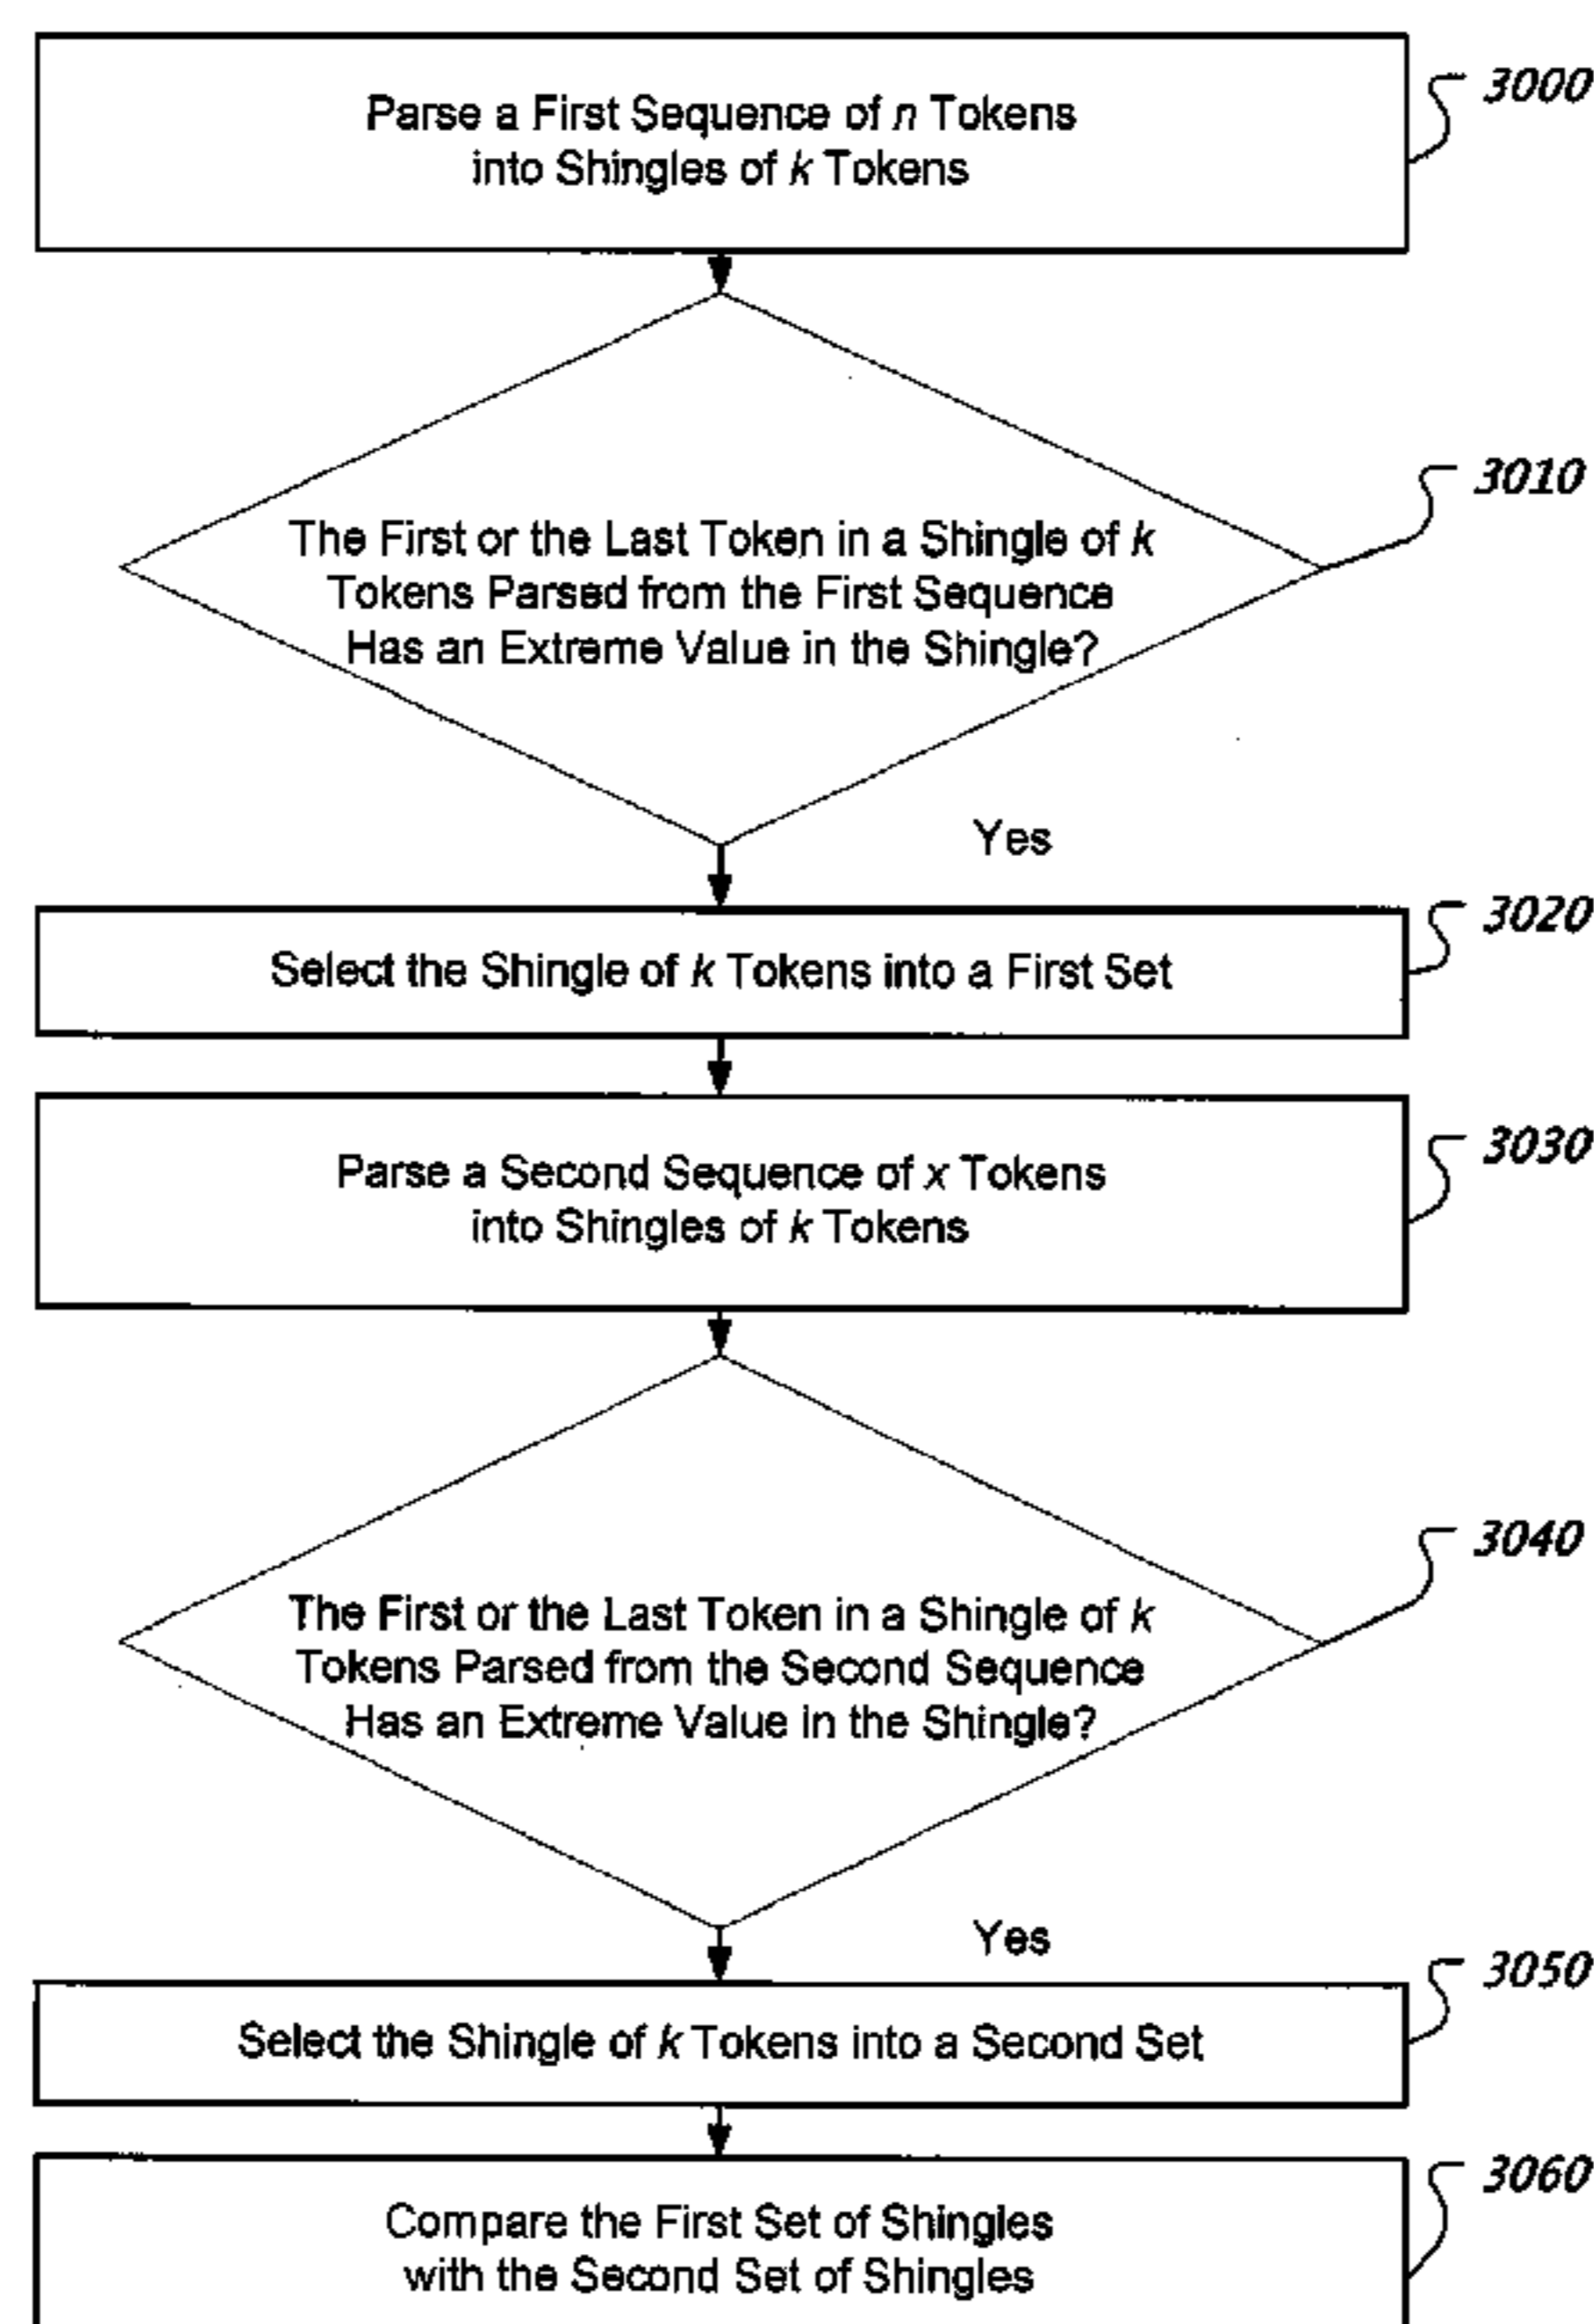 Parse a First Sequence of n Tokens
into Shingles of k Tokens
3000
The First or the Last Token in a Shingle of k
Tokens Parsed from the First Sequence
Has an Extreme Value in the Shingle?
3010
Yes
Select the Shingle of k Tokens into a First Set
3020
Parse a Second Sequence of x Tokens
into Shingles of k Tokens
3030
The First or the Last Token in a Shingle of k
Tokens Parsed from the Second Sequence
Has an Extreme Value in the Shingle?
3040
Yes
Select the Shingle of k Tokens into a Second Set
3050
Compare the First Set of Shingles
with the Second Set of Shingles
3060